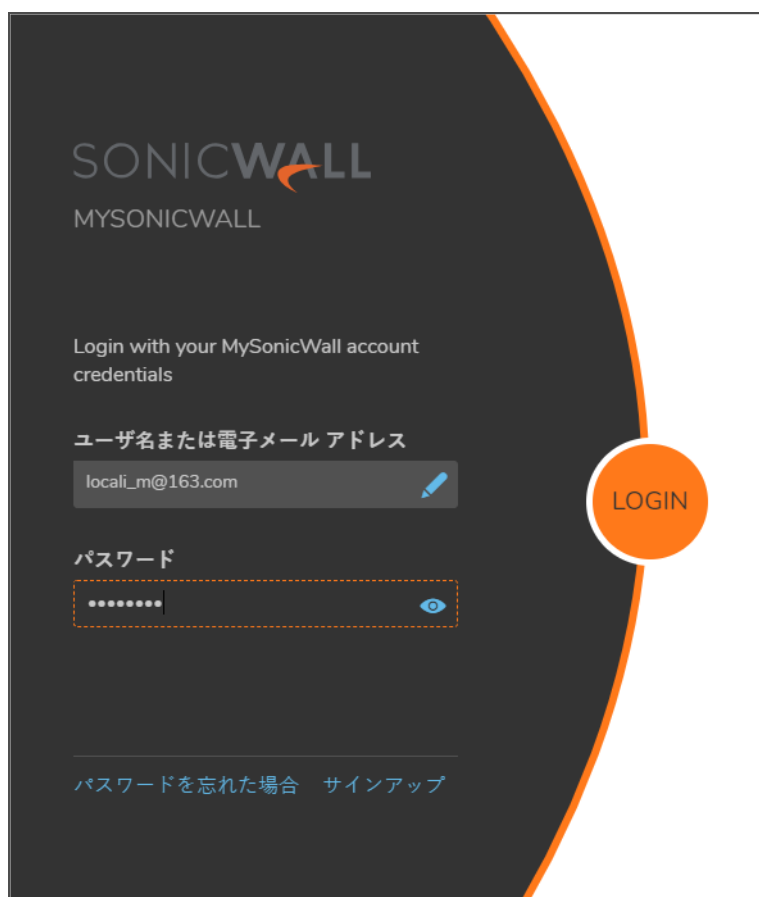 SONICWALL
MYSONICWALL
Login with your MySonicWall account
credentials
ユーザ名または電子メール アドレス
locali_m@163.com
LOGIN
パスワード
••••••••
パスワードを忘れた場合 サインアップ